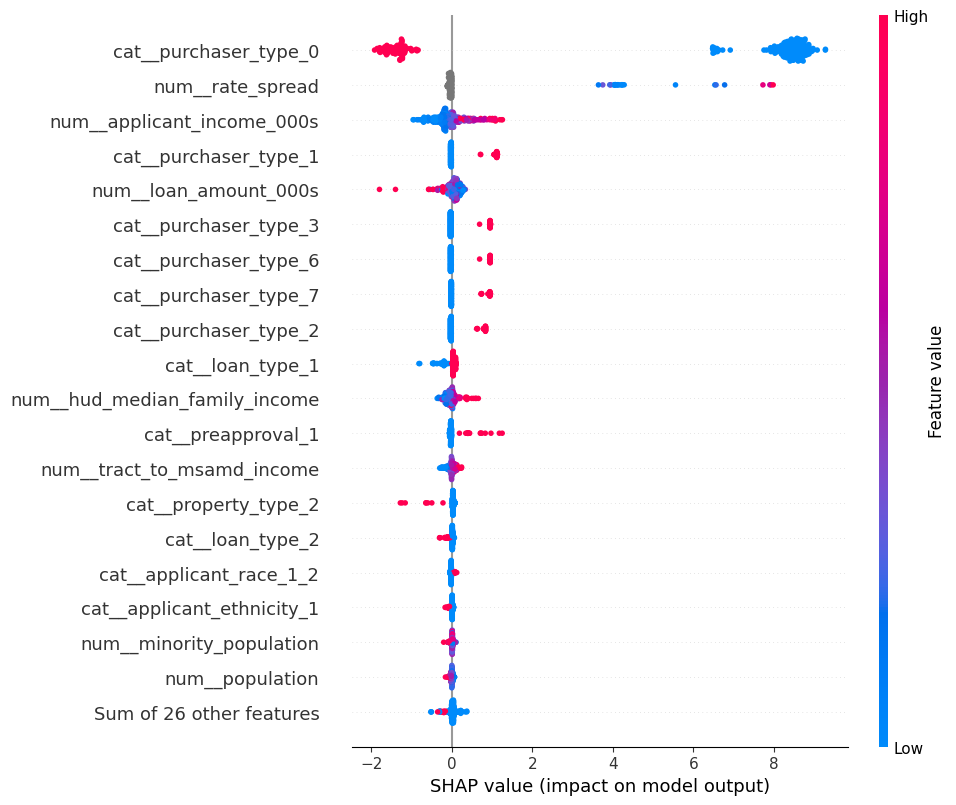 High
cat__purchaser_type_0
num__rate_spread
num__applicant_income_000s
cat__purchaser_type_1
num__loan_amount_000s
cat__purchaser_type_3
cat__purchaser_type_6
cat__purchaser_type_7
cat__purchaser_type_2
cat__loan_type_1
num__hud_median_family_income
cat__preapproval_1
num__tract_to_msamd_income
cat__property_type_2
cat__loan_type_2
cat__applicant_race_1_2
cat__applicant_ethnicity_1
num__minority_population
num__population
Sum of 26 other features
Feature value
Low
−2 0 2 4 6 8
SHAP value (impact on model output)